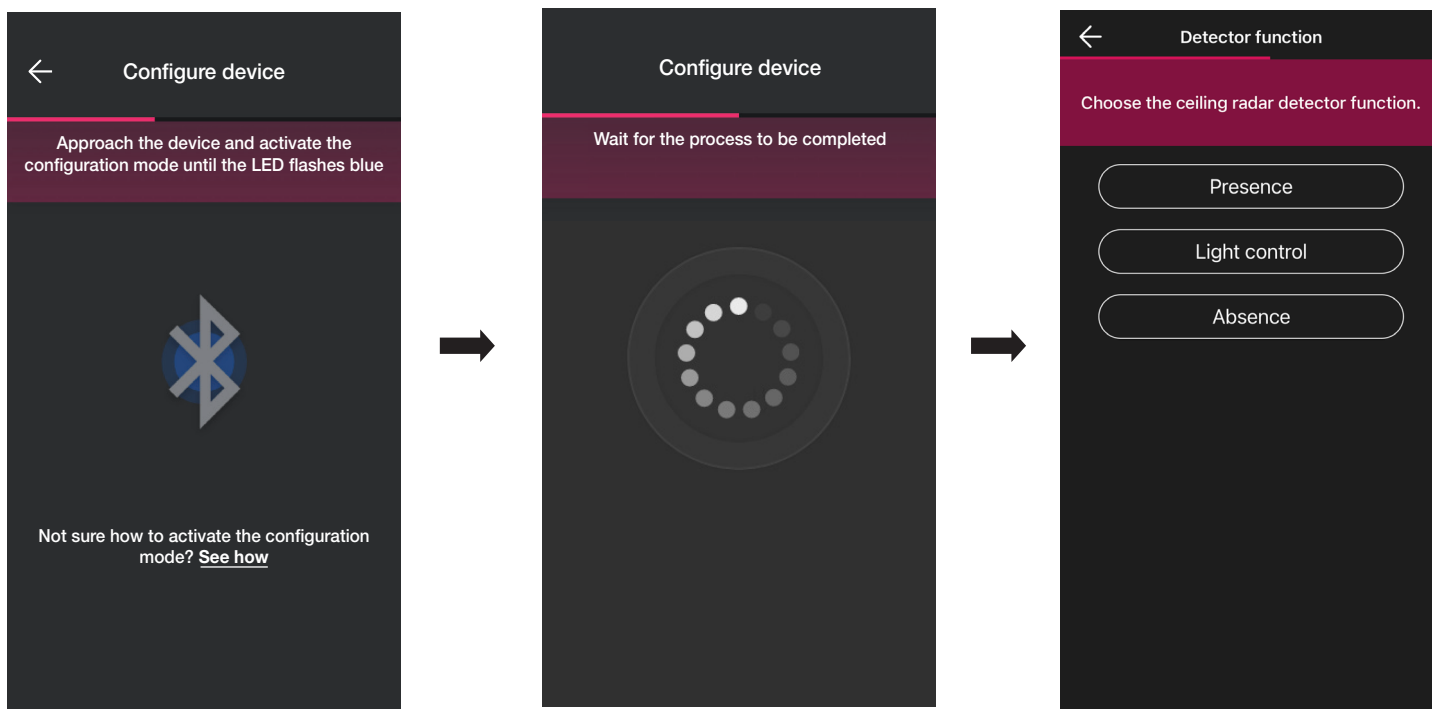 Configure device
Approach the device and activate the
configuration mode until the LED flashes blue
Not sure how to activate the configuration
mode? See how
Configure device
Wait for the process to be completed
Detector function
Choose the ceiling radar detector function.
Presence
Light control
Absence